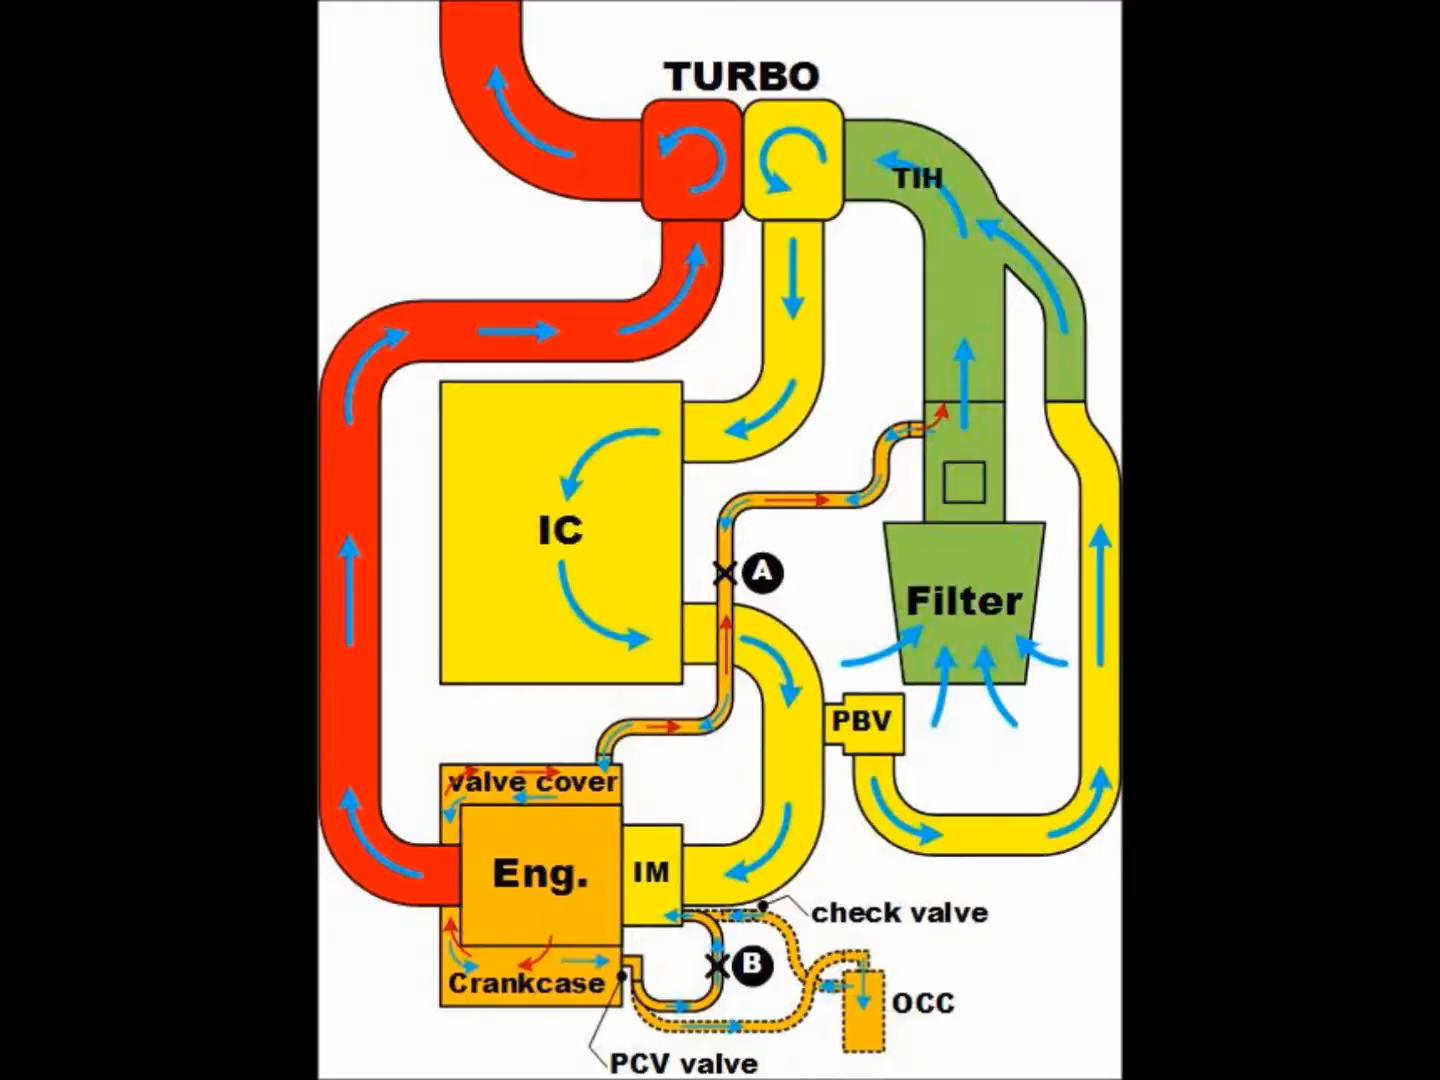 TURBO
TIH
IC
A
Filter
PBV
valve cover
Eng.
IM
check valve
B
Crankcase
OCC
PCV valve